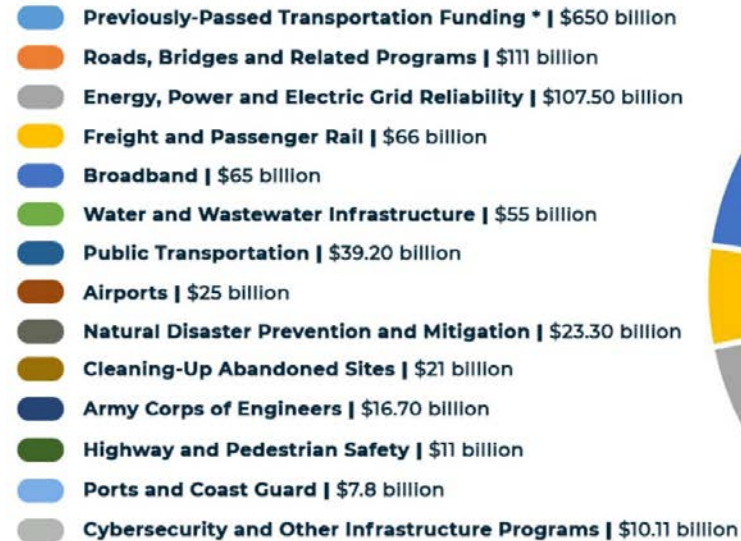 Previously-Passed Transportation Funding * | $650 billion
Roads, Bridges and Related Programs | $111 billion
Energy, Power and Electric Grid Reliability | $107.50 billion
Freight and Passenger Rail | $66 billion
Broadband | $65 billion
Water and Wastewater Infrastructure | $55 billion
Public Transportation | $39.20 billion
Airports | $25 billion
Natural Disaster Prevention and Mitigation | $23.30 billion
Cleaning-Up Abandoned Sites | $21 billion
Army Corps of Engineers | $16.70 billion
Highway and Pedestrian Safety | $11 billion
Ports and Coast Guard | $7.8 billion
Cybersecurity and Other Infrastructure Programs | $10.11 billion